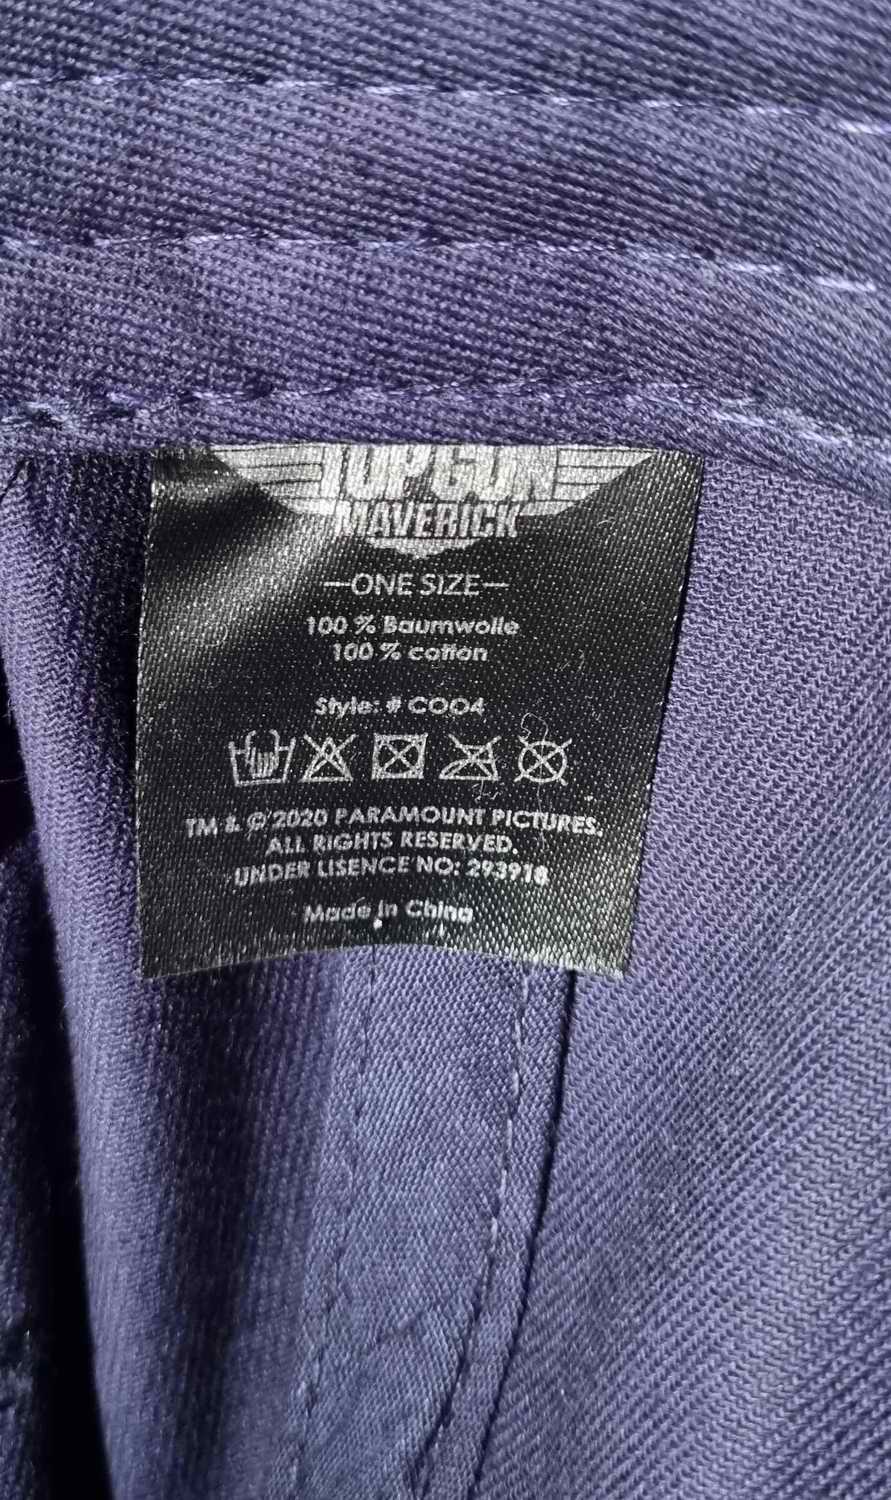 TOPGUN
MAVERICK
—ONE SIZE—
100 % Baumwolle
100 % cotton
Style: # COO4
TM & © 2020 PARAMOUNT PICTURES.
ALL RIGHTS RESERVED.
UNDER LISENCE NO: 293918
Made in China